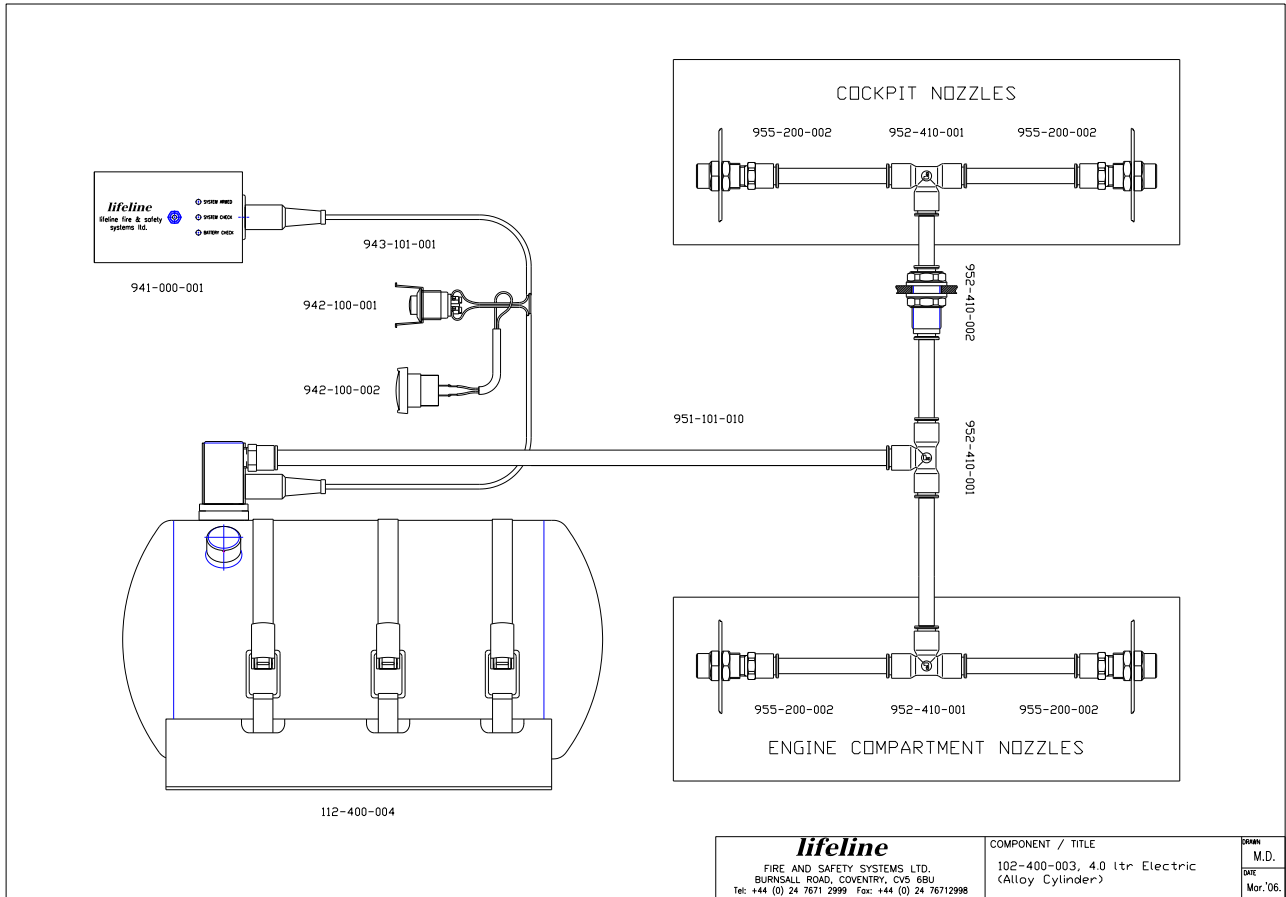 COCKPIT NOZZLES
955-200-002
952-410-001
955-200-002
lifeline
lifeline fire & safety
systems ltd.
SYSTEM ARMED
SYSTEM CHECK
BATTERY CHECK
941-000-001
943-101-001
942-100-001
942-100-002
952-410-002
951-101-010
952-410-001
955-200-002
952-410-001
955-200-002
ENGINE COMPARTMENT NOZZLES
112-400-004
lifeline
FIRE AND SAFETY SYSTEMS LTD.
BURNSALL ROAD, COVENTRY, CV5 6BU
Tel: +44 (0) 24 7671 2999 Fax: +44 (0) 24 76712998
COMPONENT / TITLE
102-400-003, 4.0 ltr Electric
(Alloy Cylinder)
DRAWN
M.D.
DATE
Mar.'06.